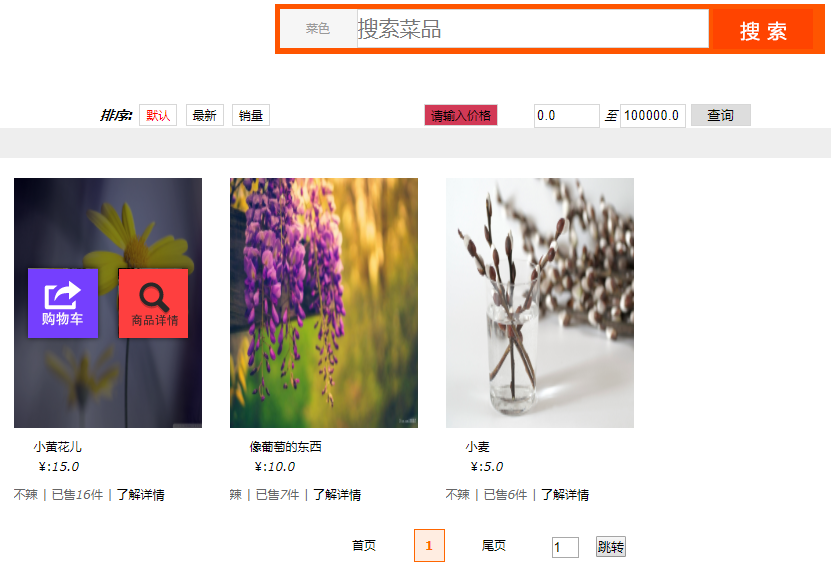 菜色 搜索菜品 搜 索
排序: 默认 最新 销量 请输入价格 0.0 至 100000.0 查询
购物车 商品详情
小黄花儿 像葡萄的东西 小麦
¥:15.0 ¥:10.0 ¥:5.0
不辣 | 已售16件 | 了解详情 辣 | 已售7件 | 了解详情 不辣 | 已售6件 | 了解详情
首页 1 尾页 1 跳转